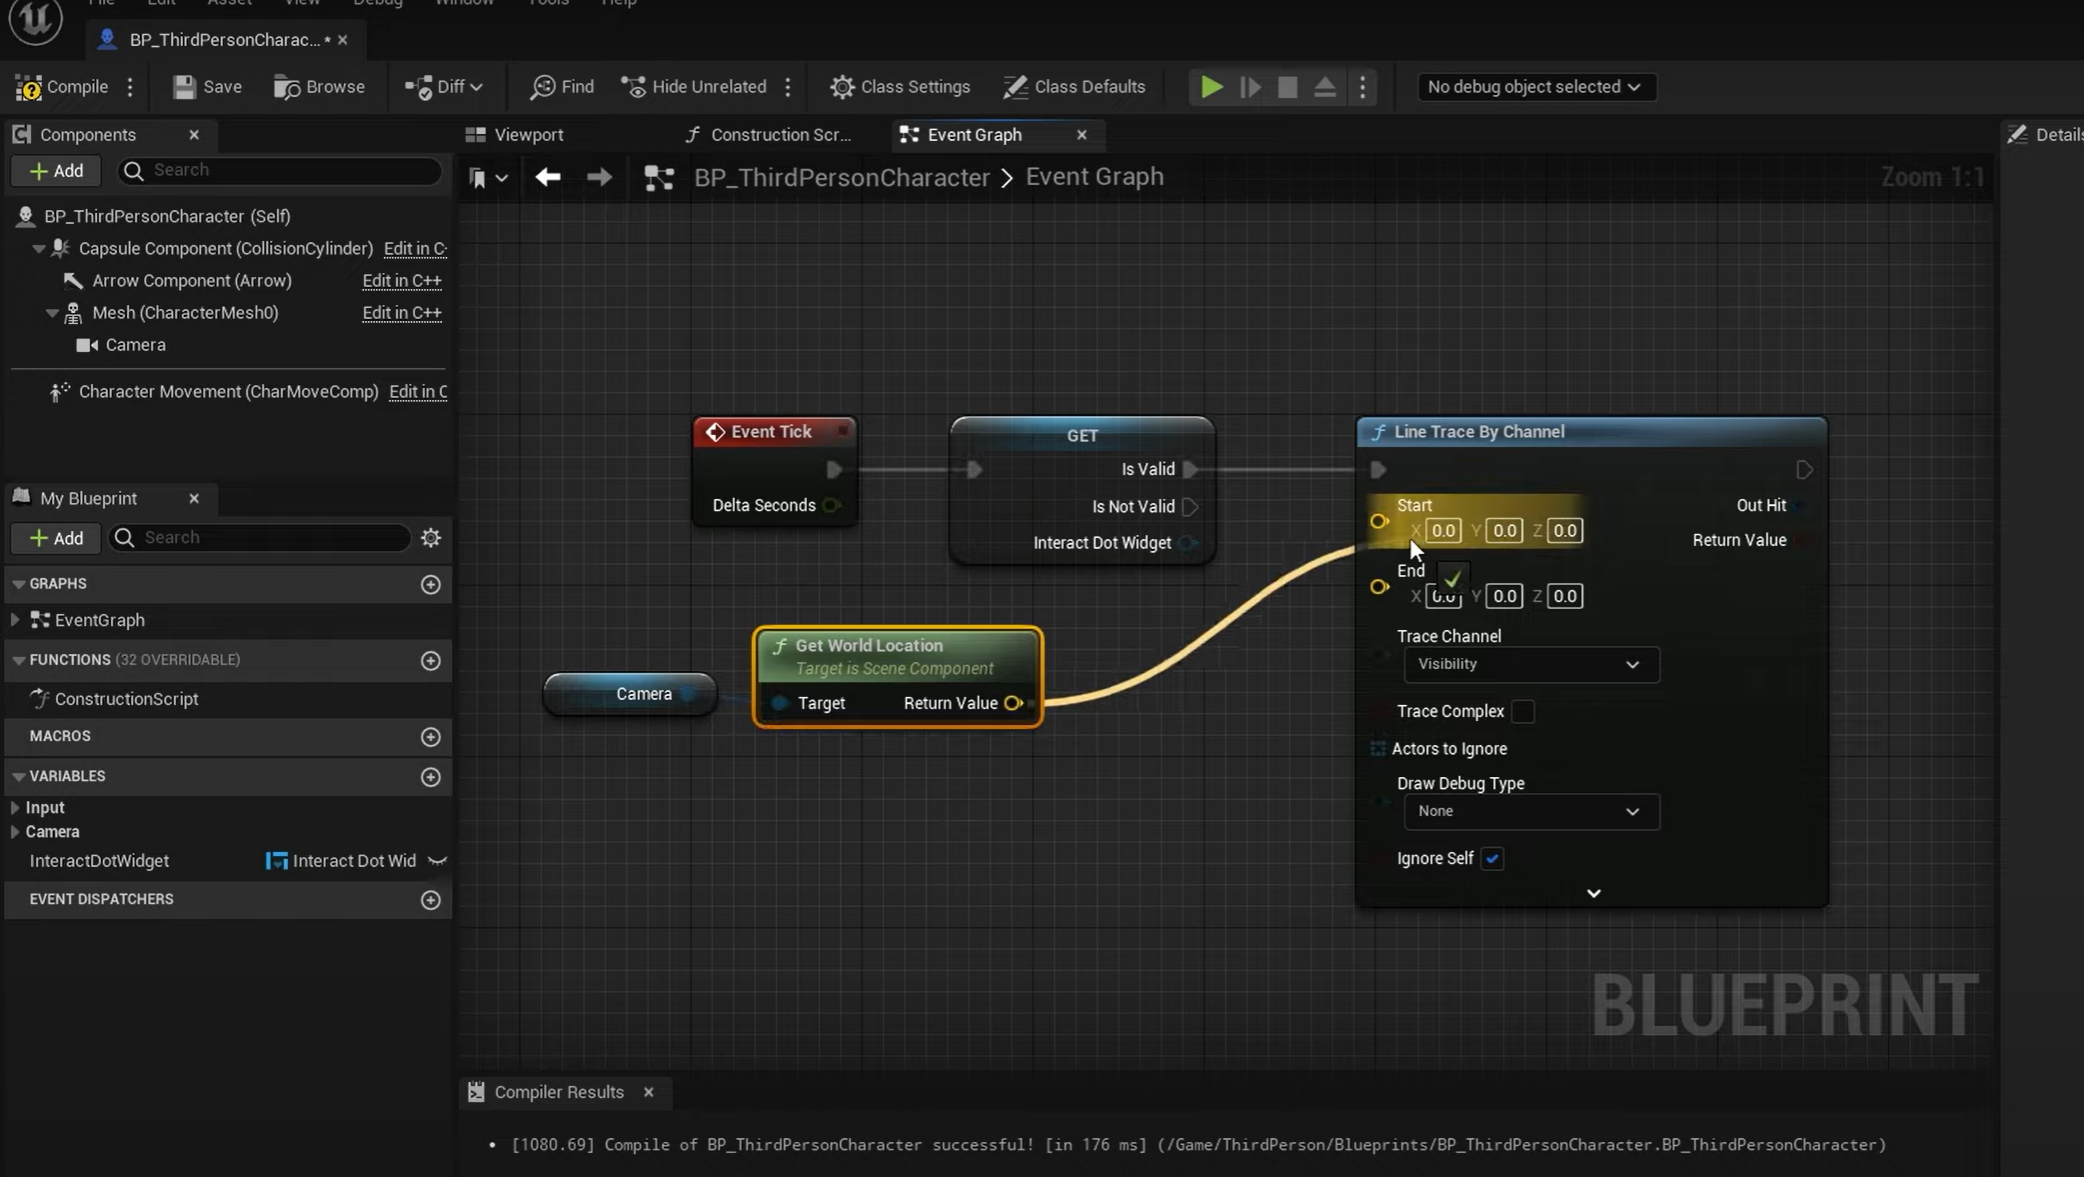 File Edit Asset View Debug Window Tools Help
BP_ThirdPersonCharac... *
Compile
Save
Browse
Diff
Find
Hide Unrelated
Class Settings
Class Defaults
No debug object selected
Components
Add
Search
BP_ThirdPersonCharacter (Self)
Capsule Component (CollisionCylinder) Edit in C
Arrow Component (Arrow) Edit in C++
Mesh (CharacterMesh0) Edit in C++
Camera
Character Movement (CharMoveComp) Edit in C
My Blueprint
Add
Search
GRAPHS
EventGraph
FUNCTIONS (32 OVERRIDABLE)
ConstructionScript
MACROS
VARIABLES
Input
Camera
InteractDotWidget Interact Dot Wid
EVENT DISPATCHERS
Viewport
Construction Scr...
Event Graph
BP_ThirdPersonCharacter > Event Graph
Zoom 1:1
Details
Event Tick
Delta Seconds
GET
Is Valid
Is Not Valid
Interact Dot Widget
Camera
Get World Location
Target is Scene Component
Target Return Value
Line Trace By Channel
Start
X 0.0 Y 0.0 Z 0.0
End
X 0.0 Y 0.0 Z 0.0
Out Hit
Return Value
Trace Channel
Visibility
Trace Complex
Actors to Ignore
Draw Debug Type
None
Ignore Self
BLUEPRINT
Compiler Results
[1080.69] Compile of BP_ThirdPersonCharacter successful! [in 176 ms] (/Game/ThirdPerson/Blueprints/BP_ThirdPersonCharacter.BP_ThirdPersonCharacter)